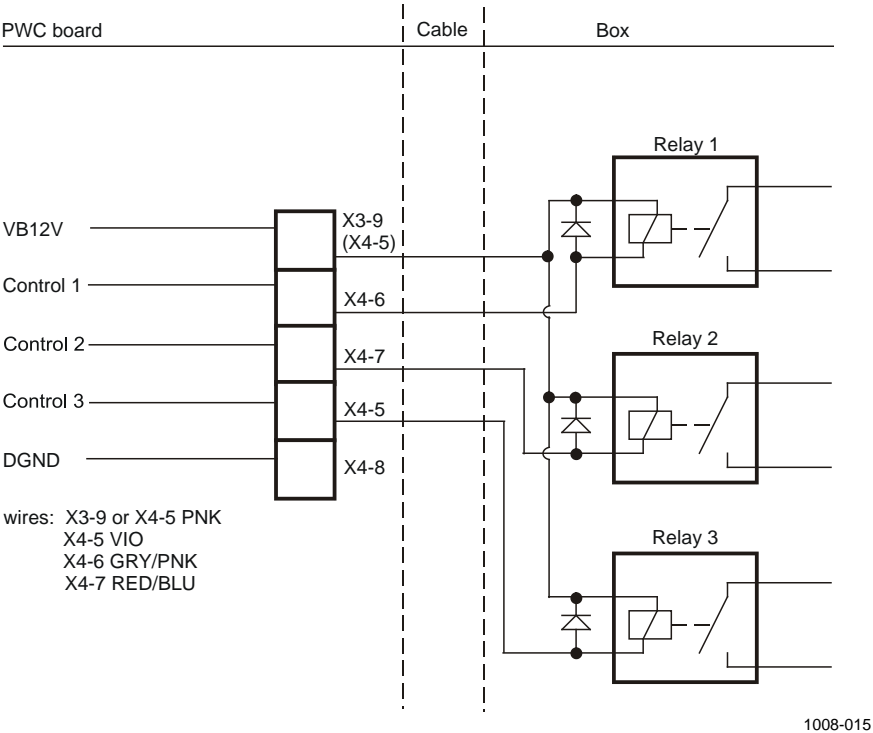 PWC board
Cable
Box
Relay 1
VB12V
X3-9
(X4-5)
Control 1
X4-6
Control 2
X4-7
Relay 2
Control 3
X4-5
DGND
X4-8
wires: X3-9 or X4-5 PNK
X4-5 VIO
X4-6 GRY/PNK
X4-7 RED/BLU
Relay 3
1008-015